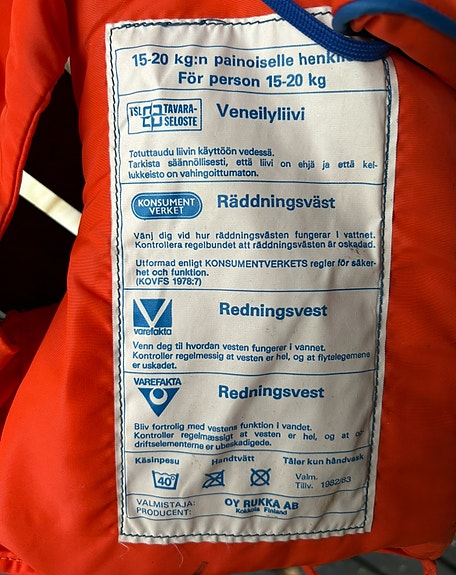 15-20 kg:n painoiselle
För person 15-20 kg
TSL TAVARA-
SELOSTE
Veneilyliivi
Totuttaudu liivin käyttöön vedessä.
Tarkista säännöllisesti, että liivi on ehjä ja että kel-
lukkeisto on vahingoittumaton.
KONSUMENT
VERKET
Räddningsväst
Vänj dig vid hur räddningsvästen fungerar i vattnet.
Kontrollera regelbundet att räddningsvästen är oskadad.
Utformad enligt KONSUMENTVERKETS regler för säker-
het och funktion.
(KOVFS 1978:7)
varefakta
Redningsvest
Venn deg til hvordan vesten fungerer i vannet.
Kontroller regelmessig at vesten er hel, og at flytelegemene
er uskadet.
VAREFAKTA
Redningsvest
Bliv fortrolig med vestens funktion i vandet.
Kontroller regelmæssigt at vesten er hel, og at
driftselementerne er ubeskadigede.
Käsinpesu Handtvätt Tåler kun håndvask
40°
Valm.
Tillv. 1982/83
VALMISTAJA:
PRODUCENT:
OY RUKKA AB
Kokkola Finland